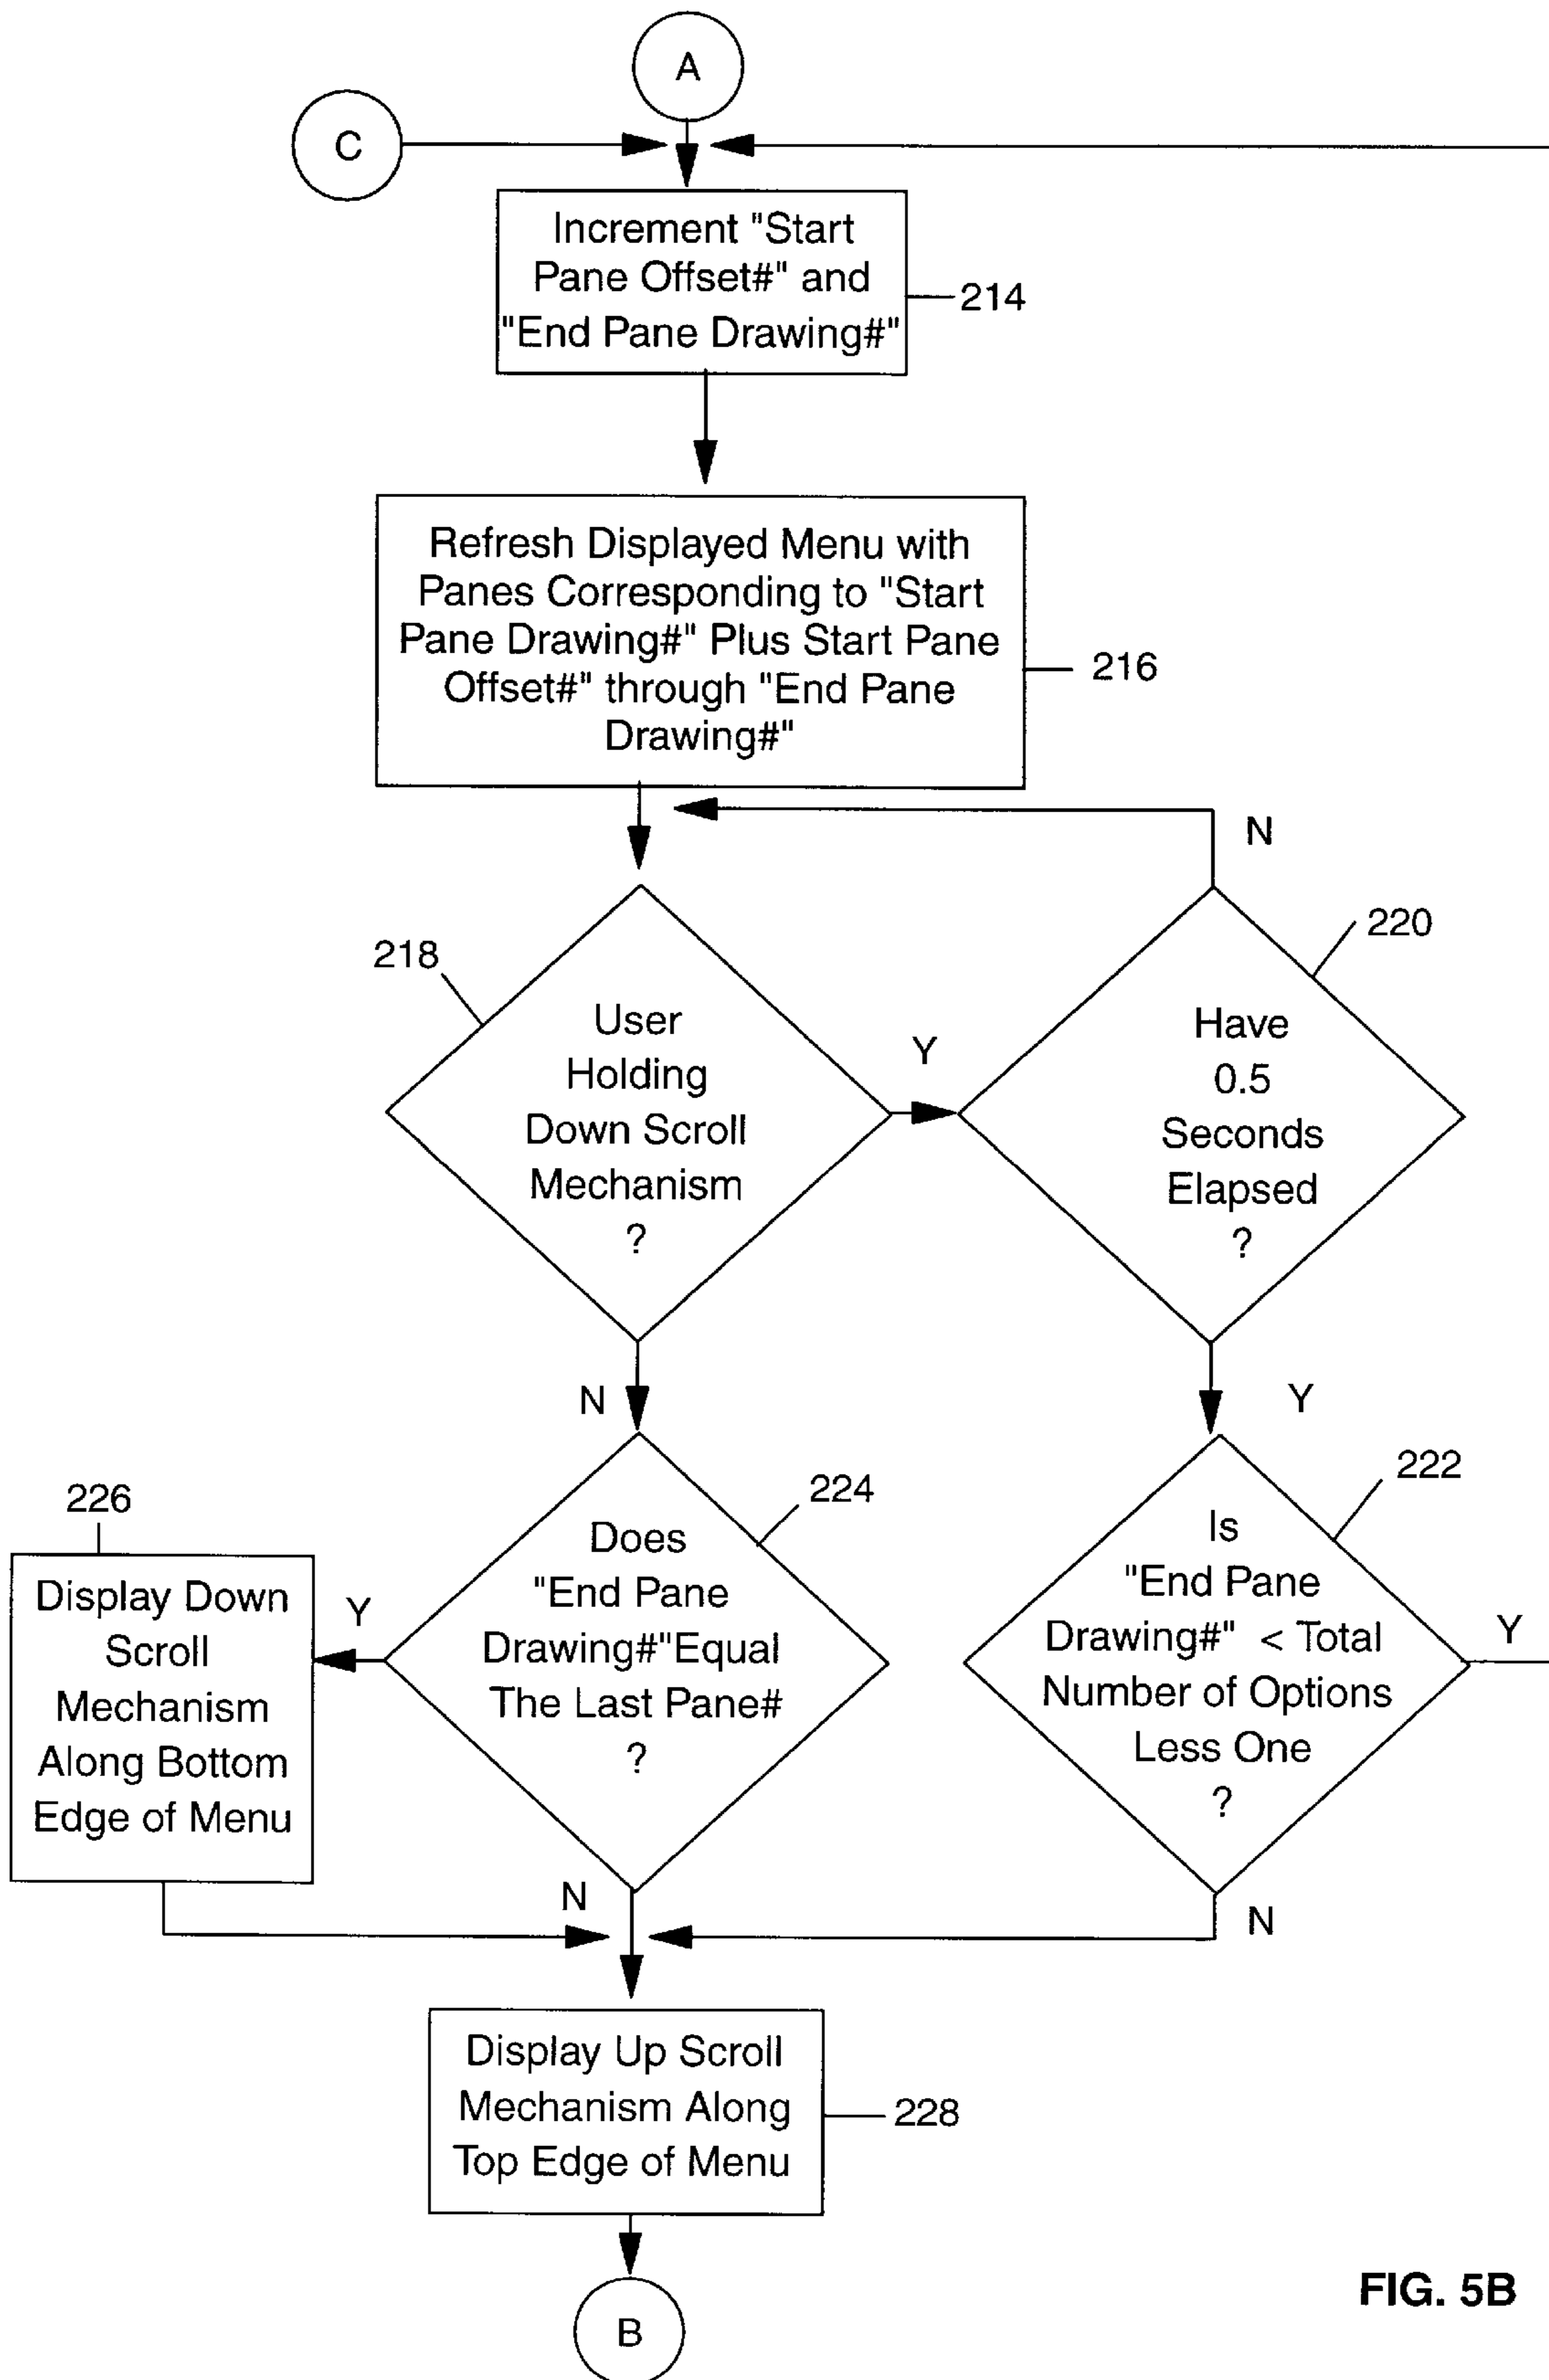 A
C
Increment "Start
Pane Offset#" and
"End Pane Drawing#"
214
Refresh Displayed Menu with
Panes Corresponding to "Start
Pane Drawing#" Plus Start Pane
Offset#" through "End Pane
Drawing#"
216
N
218
User
Holding
Down Scroll
Mechanism
?
Y
220
Have
0.5
Seconds
Elapsed
?
N
Y
226
Display Down
Scroll
Mechanism
Along Bottom
Edge of Menu
Y
224
Does
"End Pane
Drawing#"Equal
The Last Pane#
?
222
Is
"End Pane
Drawing#" < Total
Number of Options
Less One
?
Y
N
N
Display Up Scroll
Mechanism Along
Top Edge of Menu
228
B
FIG. 5B